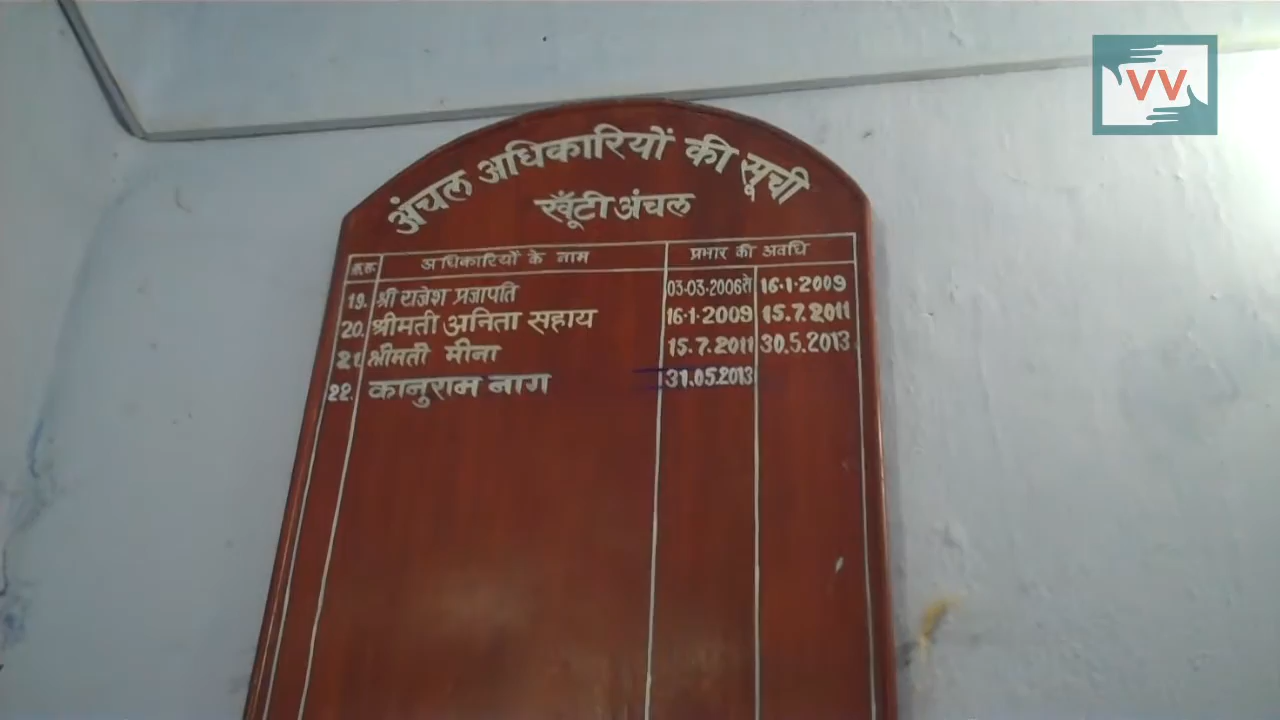 VV
अंचल अधिकारियों की सूची
खूँटी अंचल
क्र.स. अधिकारियों के नाम प्रभार की अवधि
19. श्री राजेश प्रजापति 03-03-2006से 16.1.2009
20. श्रीमती अनिता सहाय 16.1.2009 15.7.2011
21 श्रीमती मीना 15.7.2011 30.5.2013
22. कानुराम नाग 31.05.2013